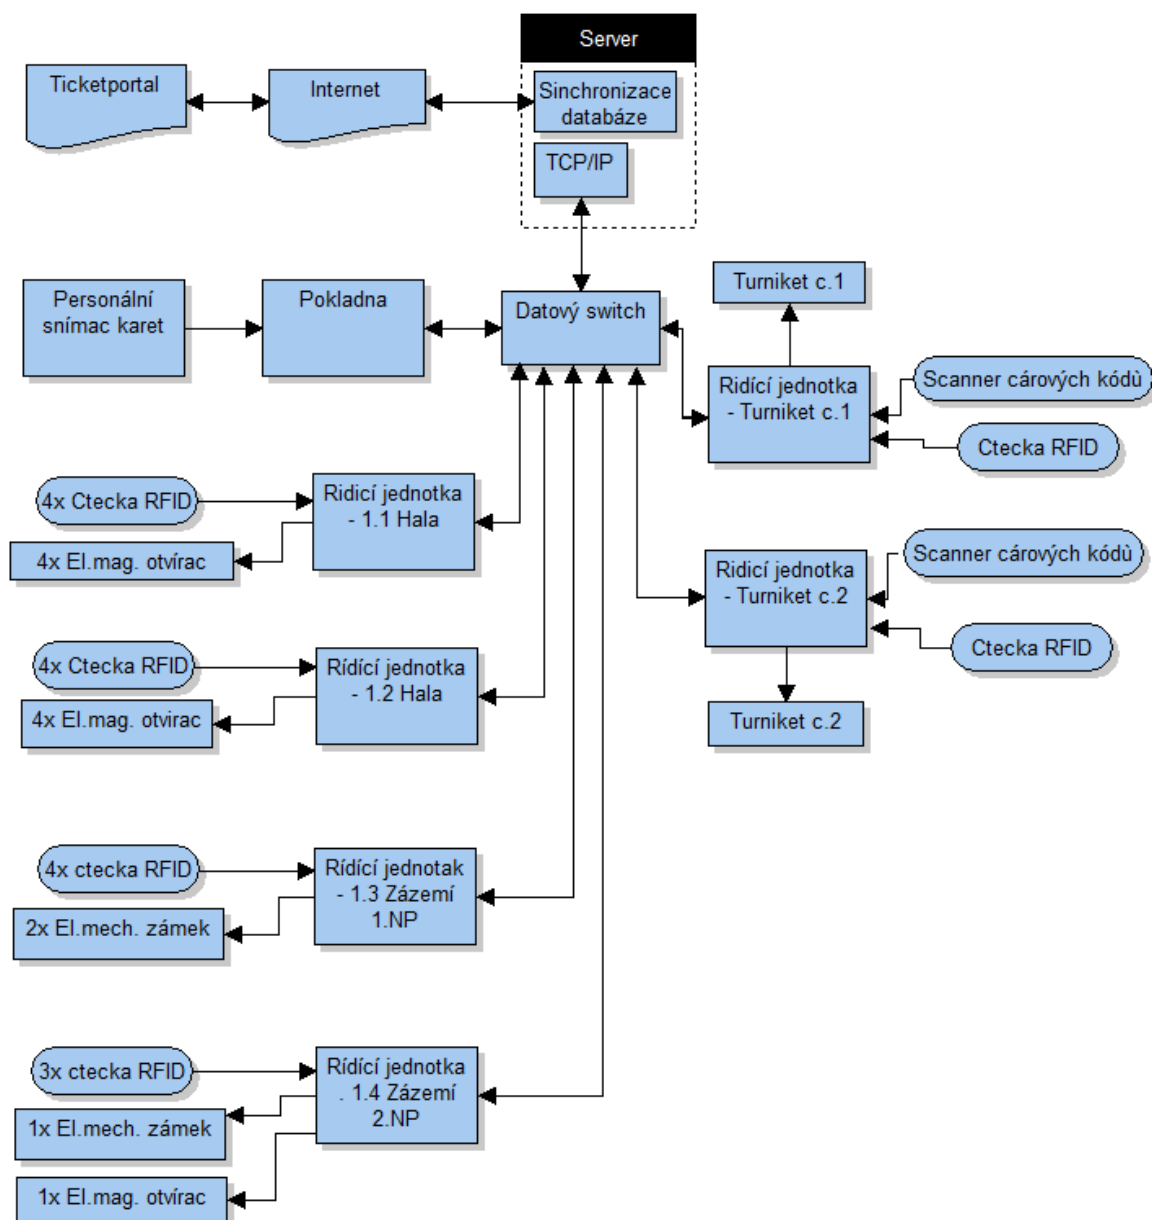 Server
Ticketportal
Internet
Sinchronizace
databáze
TCP/IP
Personální
snímac karet
Pokladna
Datový switch
Turniket c.1
Ridící jednotka
- Turniket c.1
Scanner cárových kódů
Ctecka RFID
4x Ctecka RFID
Ridicí jednotka
- 1.1 Hala
4x El.mag. otvírac
Ridicí jednotka
- Turniket c.2
Scanner cárových kódů
Ctecka RFID
Turniket c.2
4x Ctecka RFID
Rídící jednotka
- 1.2 Hala
4x El.mag. otvirac
4x ctecka RFID
Rídící jednotak
- 1.3 Zázemí
1.NP
2x El.mech. zámek
3x ctecka RFID
Rídící jednotka
. 1.4 Zázemí
2.NP
1x El.mech. zámek
1x El.mag. otvírac